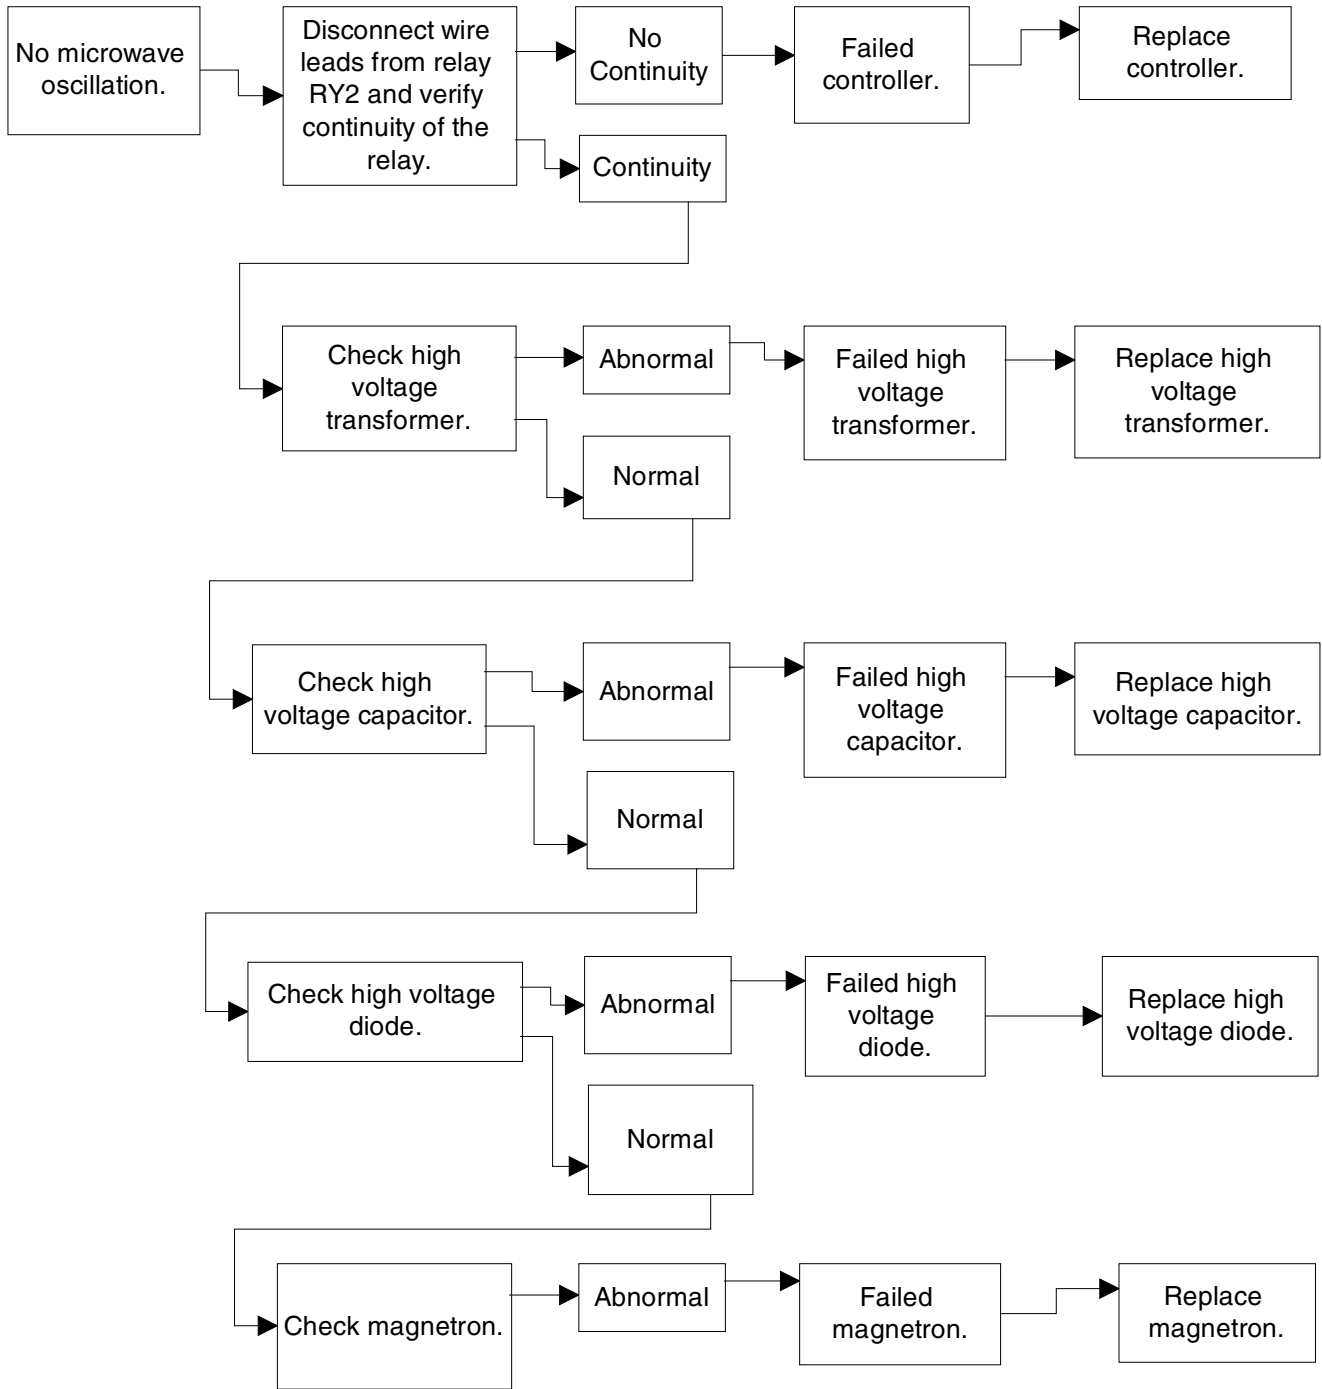 No microwave
oscillation.
Disconnect wire
leads from relay
RY2 and verify
continuity of the
relay.
No
Continuity
Failed
controller.
Replace
controller.
Continuity
Check high
voltage
transformer.
Abnormal
Failed high
voltage
transformer.
Replace high
voltage
transformer.
Normal
Check high
voltage capacitor.
Abnormal
Failed high
voltage
capacitor.
Replace high
voltage capacitor.
Normal
Check high voltage
diode.
Abnormal
Failed high
voltage
diode.
Replace high
voltage diode.
Normal
Check magnetron.
Abnormal
Failed
magnetron.
Replace
magnetron.